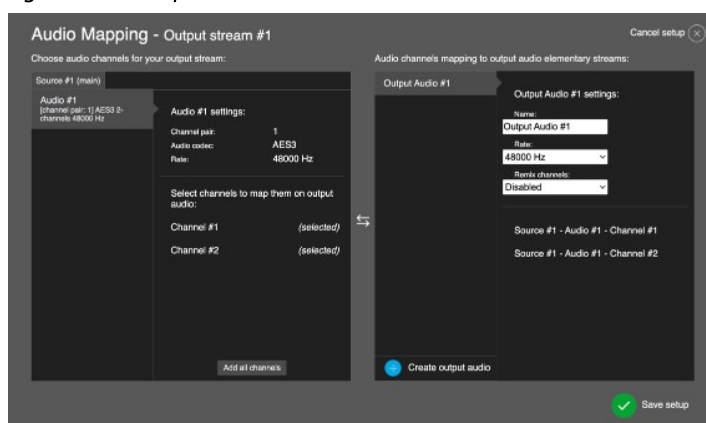 Audio Mapping - Output stream #1
Cancel setup
Choose audio channels for your output stream:
Source #1 (main)
Audio #1
[channel pair: 1] AES3 2-
channels 48000 Hz
Audio #1 settings:
Channel pair: 1
Audio codec: AES3
Rate: 48000 Hz
Select channels to map them on output
audio:
Channel #1 (selected)
Channel #2 (selected)
Add all channels
Audio channels mapping to output audio elementary streams:
Output Audio #1
Output Audio #1 settings:
Name:
Output Audio #1
Rate:
48000 Hz
Remix channels:
Disabled
Source #1 - Audio #1 - Channel #1
Source #1 - Audio #1 - Channel #2
Create output audio
Save setup